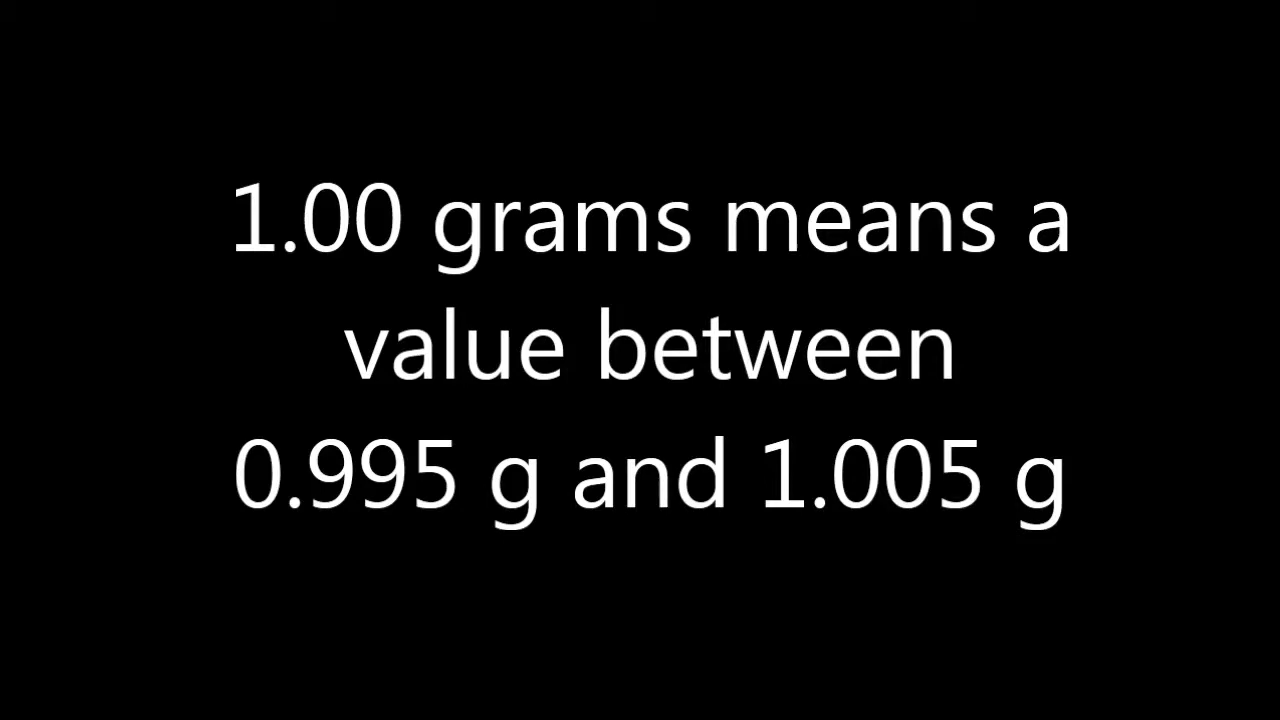 1.00 grams means a
value between
0.995 g and 1.005 g